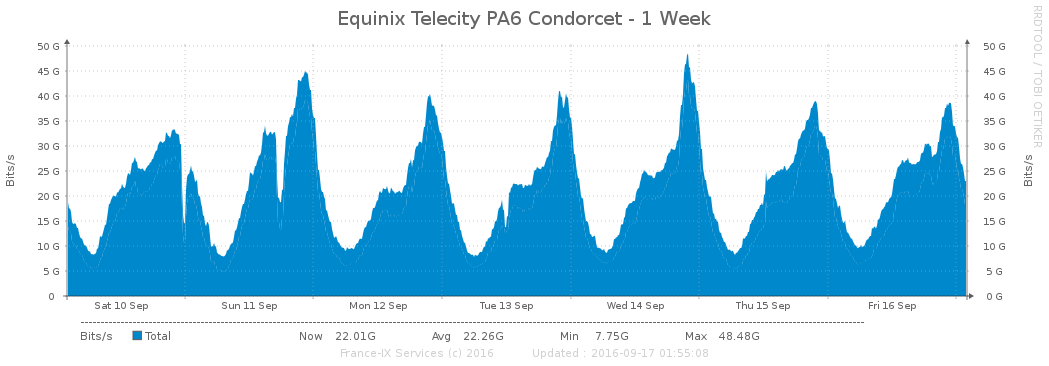 Equinix Telecity PA6 Condorcet - 1 Week
RRDTOOL / TOBI OETIKER
Bits/s
50 G 50 G
45 G 45 G
40 G 40 G
35 G 35 G
30 G 30 G
25 G 25 G
20 G 20 G
15 G 15 G
10 G 10 G
5 G 5 G
0 0 G
Bits/s
Sat 10 Sep Sun 11 Sep Mon 12 Sep Tue 13 Sep Wed 14 Sep Thu 15 Sep Fri 16 Sep
Bits/s Total Now 22.01G Avg 22.26G Min 7.75G Max 48.48G
France-IX Services (c) 2016 Updated : 2016-09-17 01:55:08